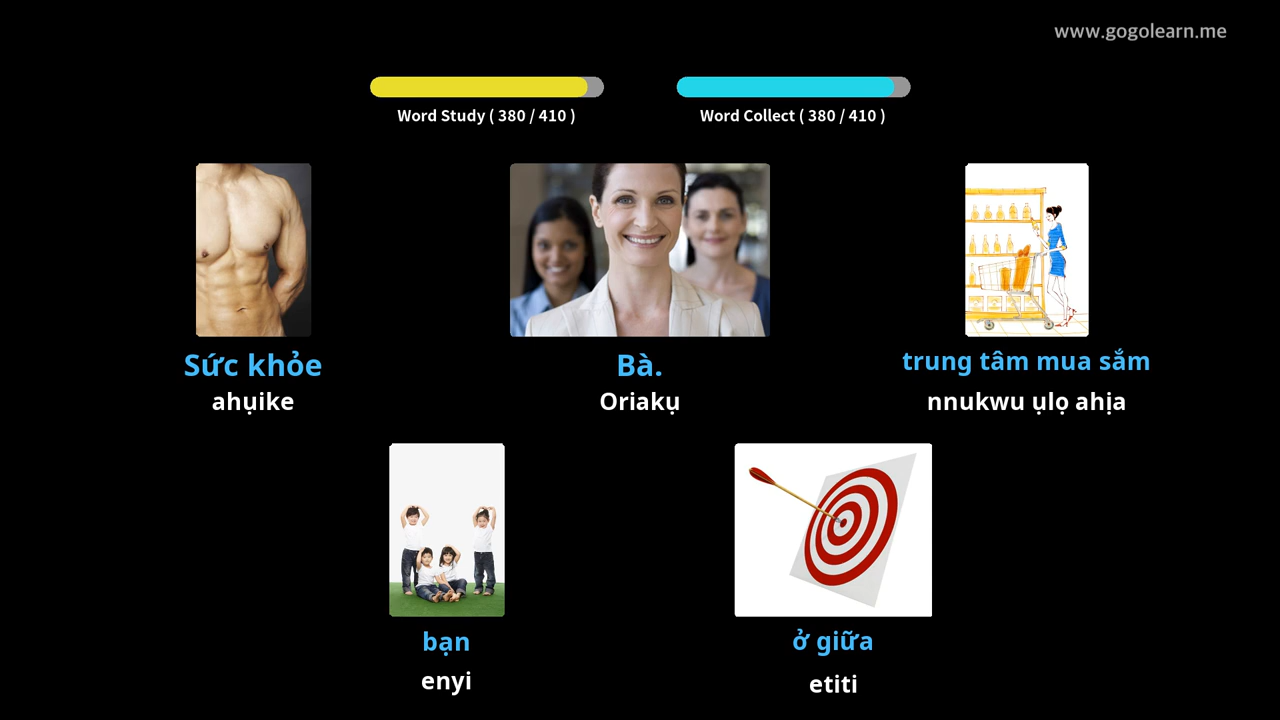 www.gogolearn.me
Word Study ( 380 / 410 )
Word Collect ( 380 / 410 )
Sức khỏe
ahụike
Bà.
Oriakụ
trung tâm mua sắm
nnukwu ụlọ ahịa
bạn
enyi
ở giữa
etiti